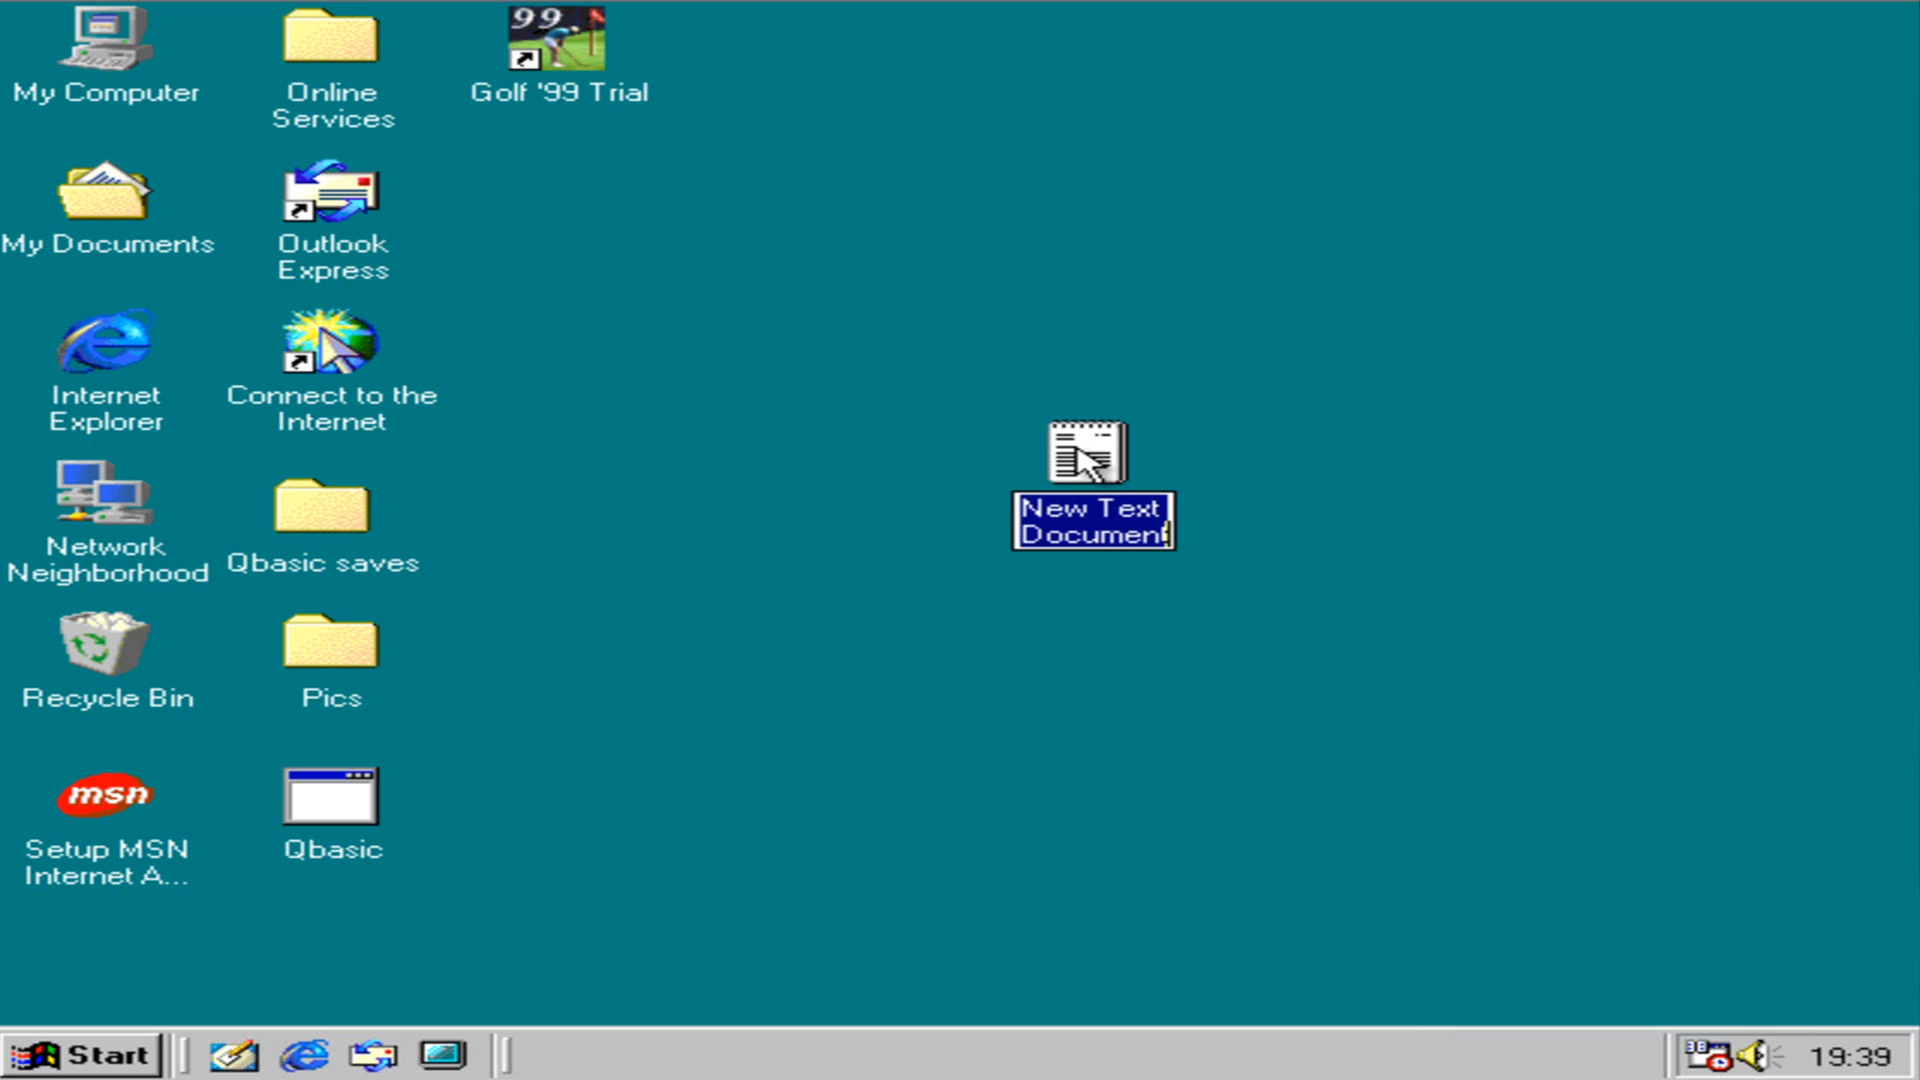 My Computer
Online
Services
99
Golf '99 Trial
My Documents
Outlook
Express
Internet
Explorer
Connect to the
Internet
New Text
Document
Network
Neighborhood
Qbasic saves
Recycle Bin
Pics
msn
Setup MSN
Internet A...
Qbasic
Start
19:39